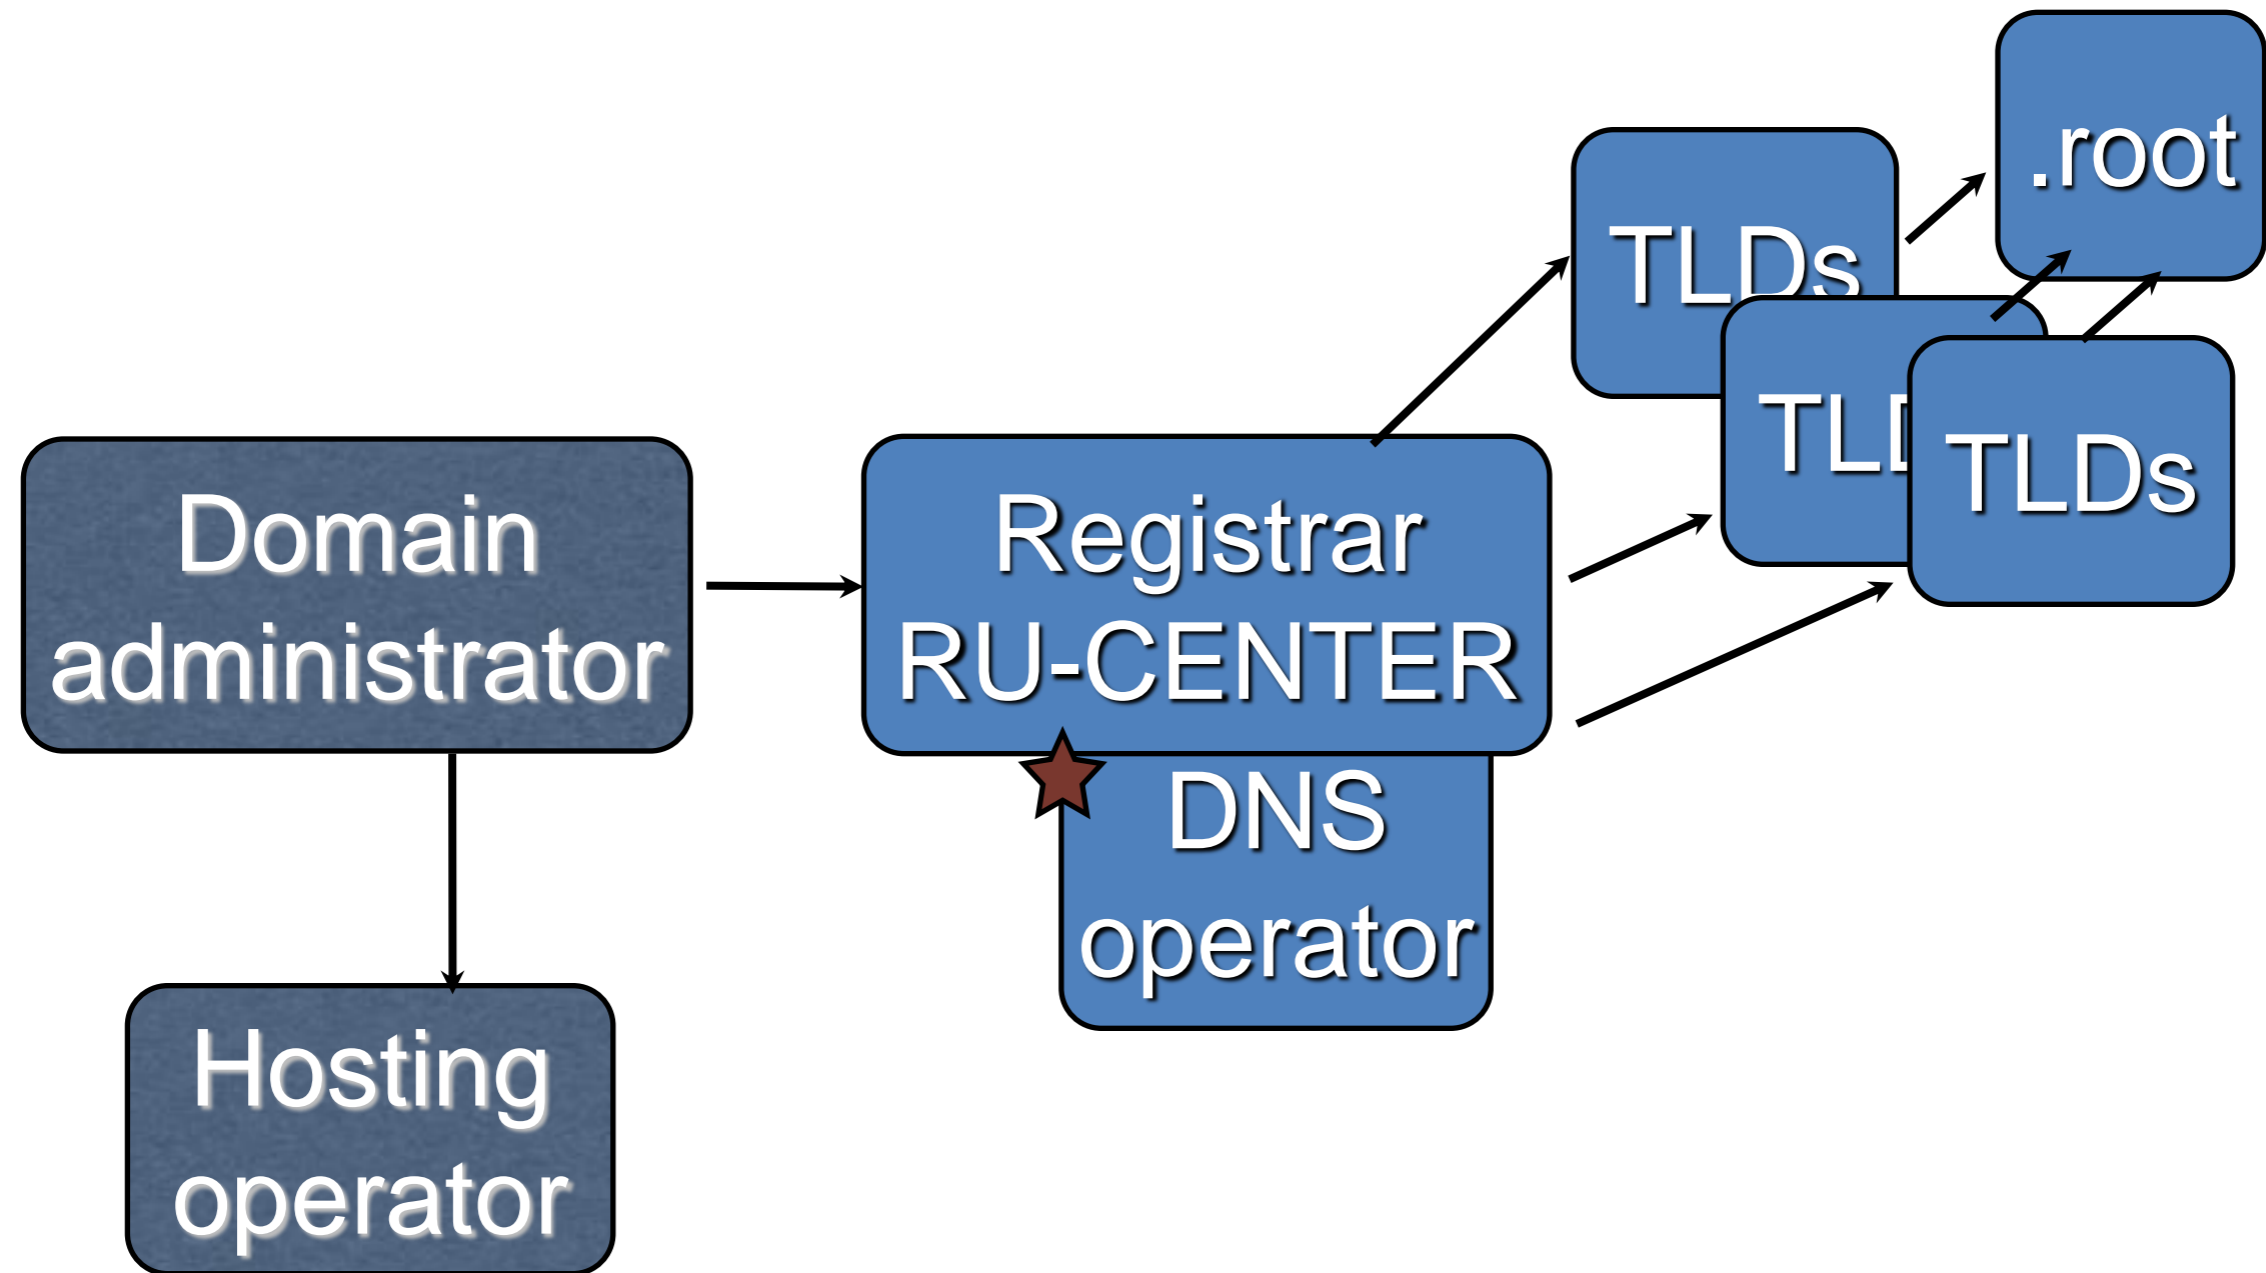 .root
TLDs
TLDs
Domain
administrator
Registrar
RU-CENTER
DNS
operator
Hosting
operator